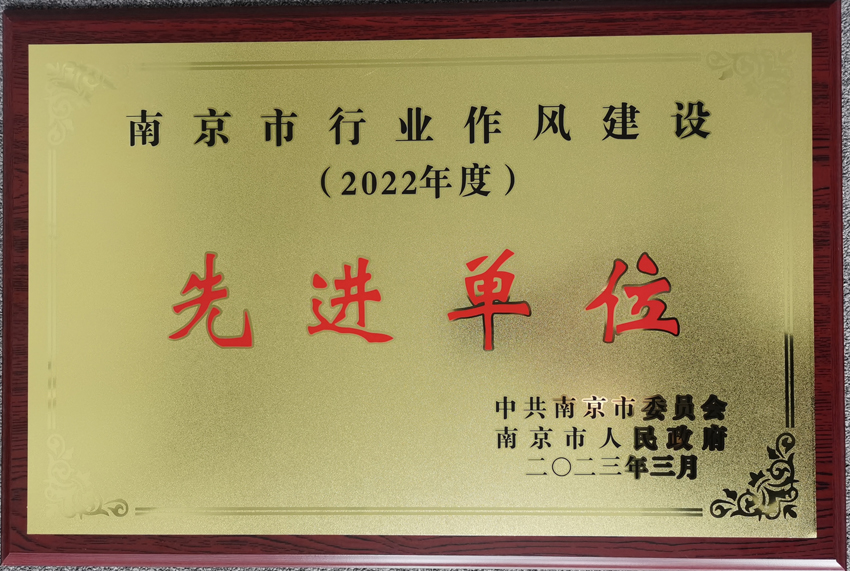 南京市行业作风建设
（2022年度）
先进单位
中共南京市委员会
南京市人民政府
二〇二三年三月